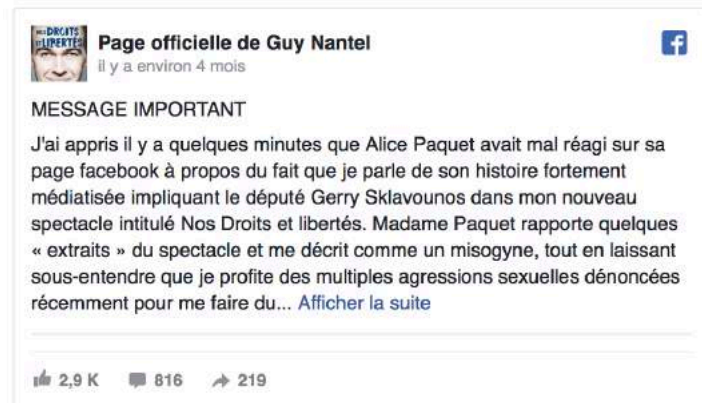 NOS DROITS
ET LIBERTÉS
Page officielle de Guy Nantel
il y a environ 4 mois
MESSAGE IMPORTANT
J'ai appris il y a quelques minutes que Alice Paquet avait mal réagi sur sa
page facebook à propos du fait que je parle de son histoire fortement
médiatisée impliquant le député Gerry Sklavounos dans mon nouveau
spectacle intitulé Nos Droits et libertés. Madame Paquet rapporte quelques
« extraits » du spectacle et me décrit comme un misogyne, tout en laissant
sous-entendre que je profite des multiples agressions sexuelles dénoncées
récemment pour me faire du... Afficher la suite
2,9 K 816 219